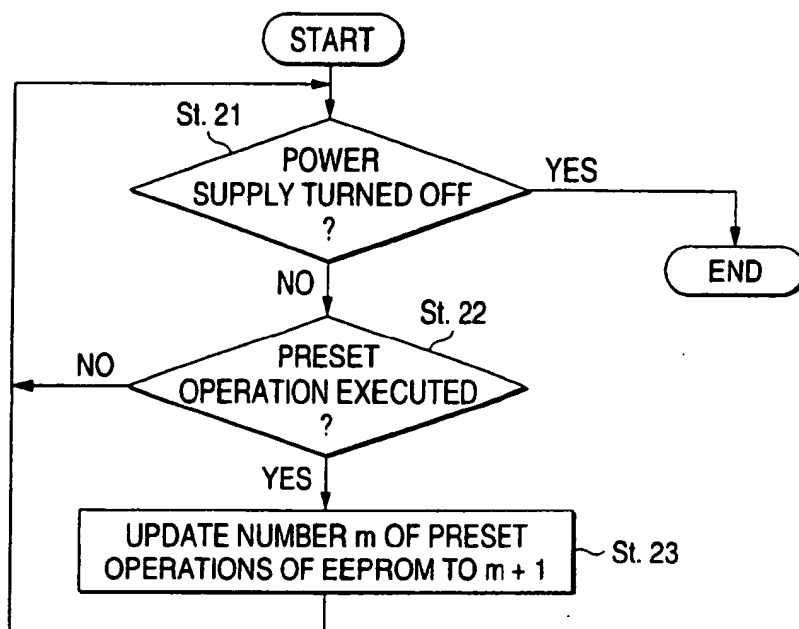 START
St. 21
POWER
SUPPLY TURNED OFF
?
YES
END
NO
St. 22
PRESET
OPERATION EXECUTED
?
NO
YES
UPDATE NUMBER m OF PRESET
OPERATIONS OF EEPROM TO m + 1
St. 23